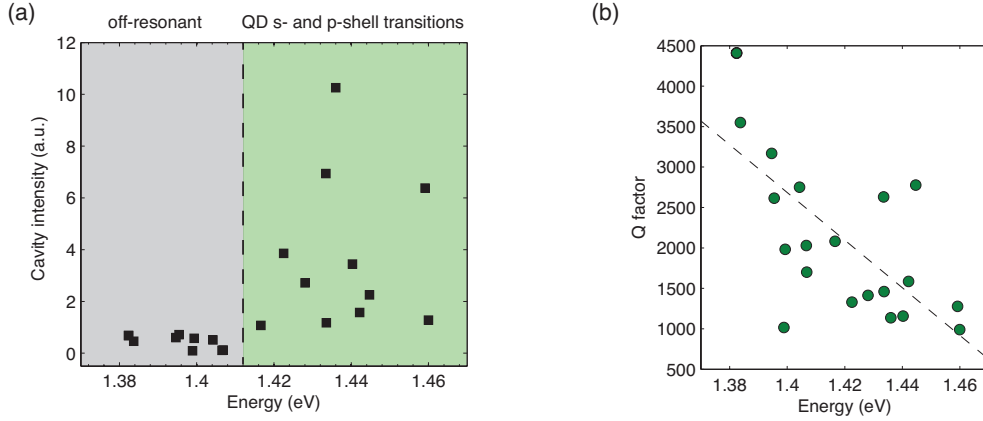 (a)
off-resonant QD s- and p-shell transitions
12
10
8
6
4
2
0
Cavity intensity (a.u.)
1.38 1.4 1.42 1.44 1.46
Energy (eV)
(b)
4500
4000
3500
3000
2500
2000
1500
1000
500
Q factor
1.38 1.4 1.42 1.44 1.46
Energy (eV)